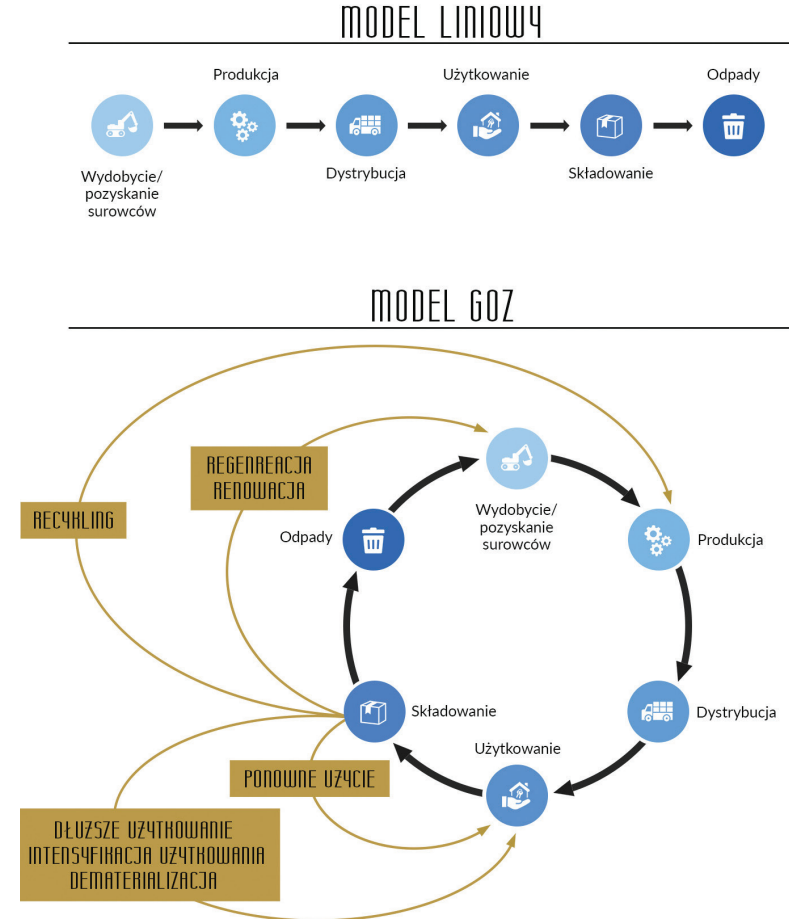 MODEL LINIOWY
Produkcja
Użytkowanie
Odpady
Wydobycie/
pozyskanie
surowców
Dystrybucja
Składowanie
MODEL GOZ
REGENREACJA
RENOWACJA
RECYKLING
Wydobycie/
pozyskanie
surowców
Odpady
Produkcja
Składowanie
Dystrybucja
Użytkowanie
PONOWNE UŻYCIE
DŁUŻSZE UŻYTKOWANIE
INTENSYFIKACJA UŻYTKOWANIA
DEMATERIALIZACJA